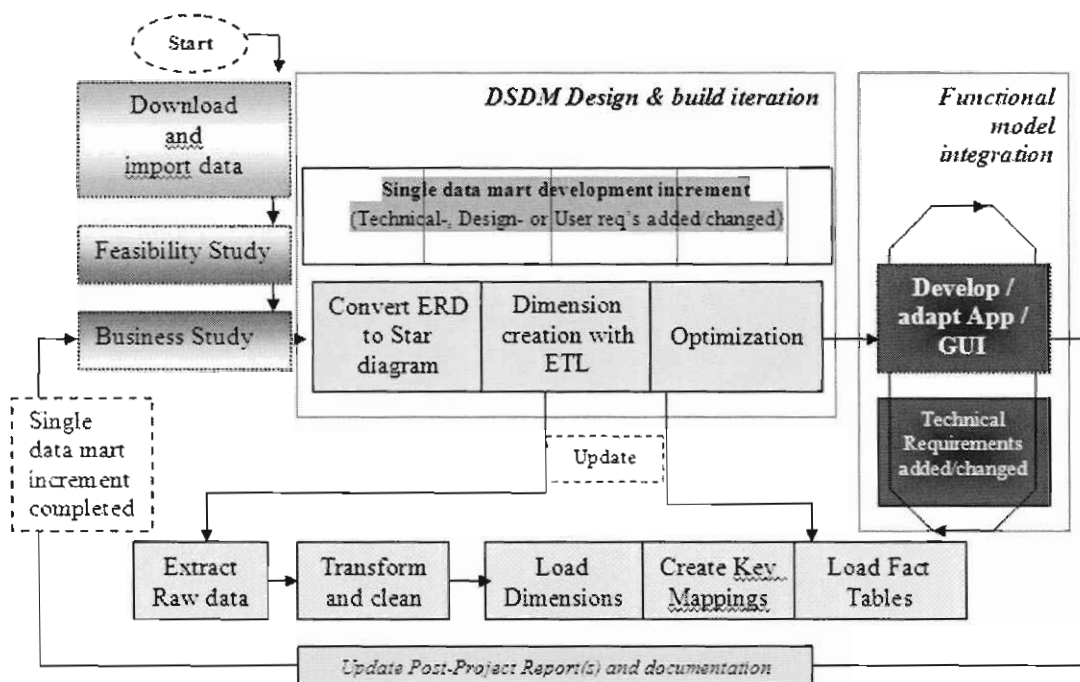 Start
Download
and
import data
Feasibility Study
Business Study
Single
data mart
increment
completed
DSDM Design & build iteration
Single data mart development increment
(Technical-, Design- or User req's added changed)
Convert ERD
to Star
diagram
Dimension
creation with
ETL
Optimization
Update
Functional
model
integration
Develop /
adapt App /
GUI
Technical
Requirements
added/changed
Extract
Raw data
Transform
and clean
Load
Dimensions
Create Key
Mappings
Load Fact
Tables
Update Post-Project Report(s) and documentation